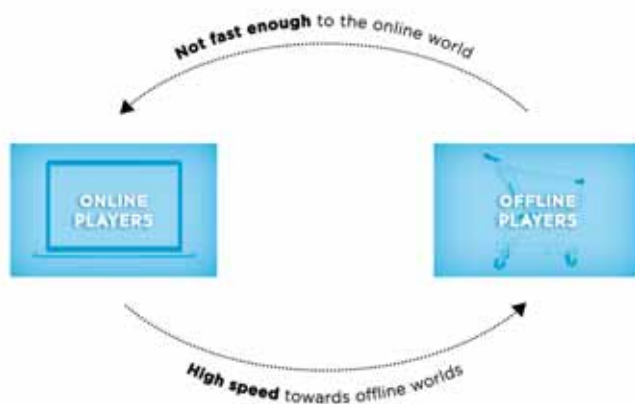 Not fast enough to the online world
ONLINE
PLAYERS
OFFLINE
PLAYERS
High speed towards offline worlds